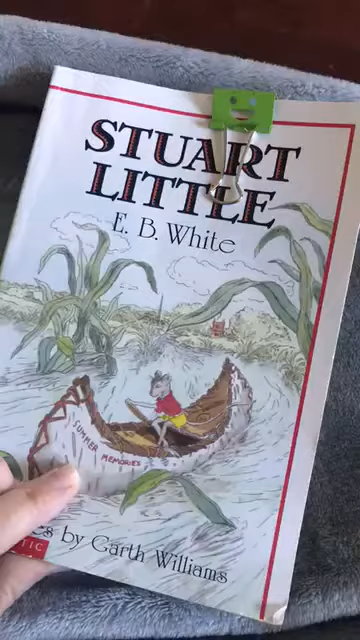 STUART
LITTLE
E. B. White
SUMMER MEMORIES
by Garth Williams